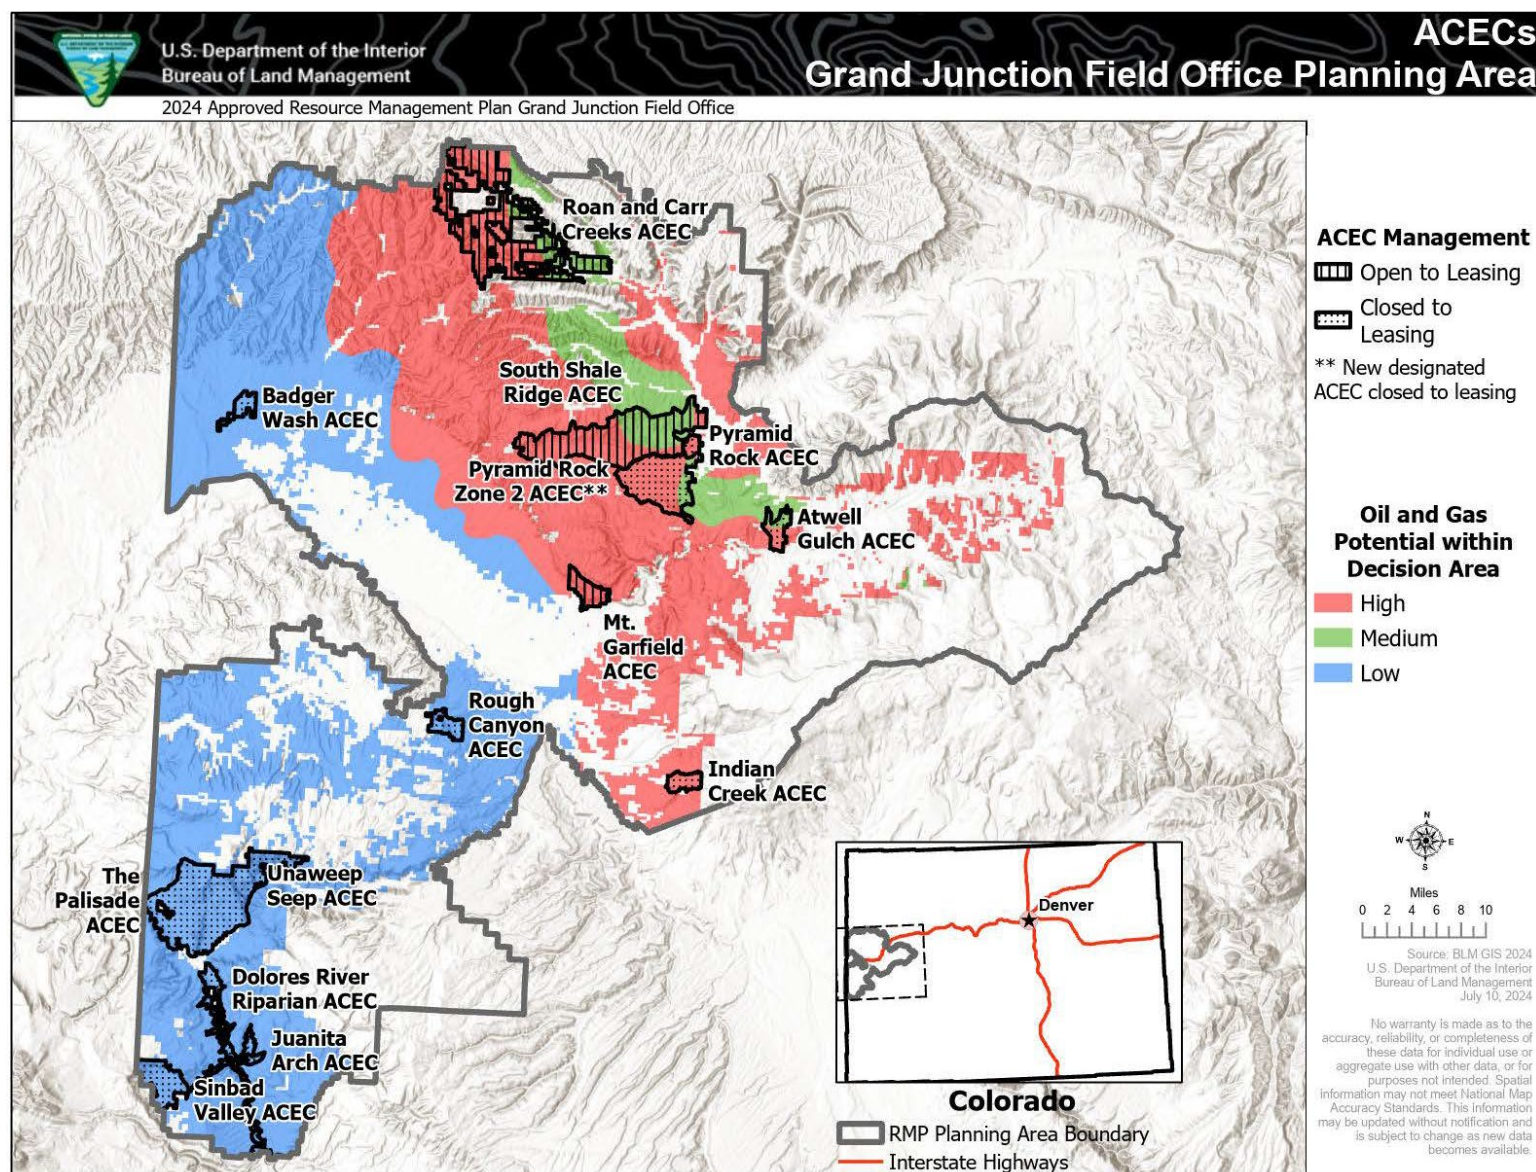 ACECs
Grand Junction Field Office Planning Area
U.S. Department of the Interior
Bureau of Land Management
2024 Approved Resource Management Plan Grand Junction Field Office
Roan and Carr
Creeks ACEC
South Shale
Ridge ACEC
Badger
Wash ACEC
Pyramid
Rock ACEC
Pyramid Rock
Zone 2 ACEC**
Atwell
Gulch ACEC
Mt.
Garfield
ACEC
Rough
Canyon
ACEC
Indian
Creek ACEC
The
Palisade
ACEC
Unaweep
Seep ACEC
Dolores River
Riparian ACEC
Juanita
Arch ACEC
Sinbad
Valley ACEC
ACEC Management
Open to Leasing
Closed to
Leasing
** New designated
ACEC closed to leasing
Oil and Gas
Potential within
Decision Area
High
Medium
Low
N
W
E
S
Miles
0 2 4 6 8 10
Source: BLM GIS 2024
U.S. Department of the Interior
Bureau of Land Management
July 10, 2024
No warranty is made as to the
accuracy, reliability, or completeness of
these data for individual use or
aggregate use with other data, or for
purposes not intended. Spatial
information may not meet National Map
Accuracy Standards. This information
may be updated without notification and
is subject to change as new data
becomes available.
Denver
Colorado
RMP Planning Area Boundary
Interstate Highways